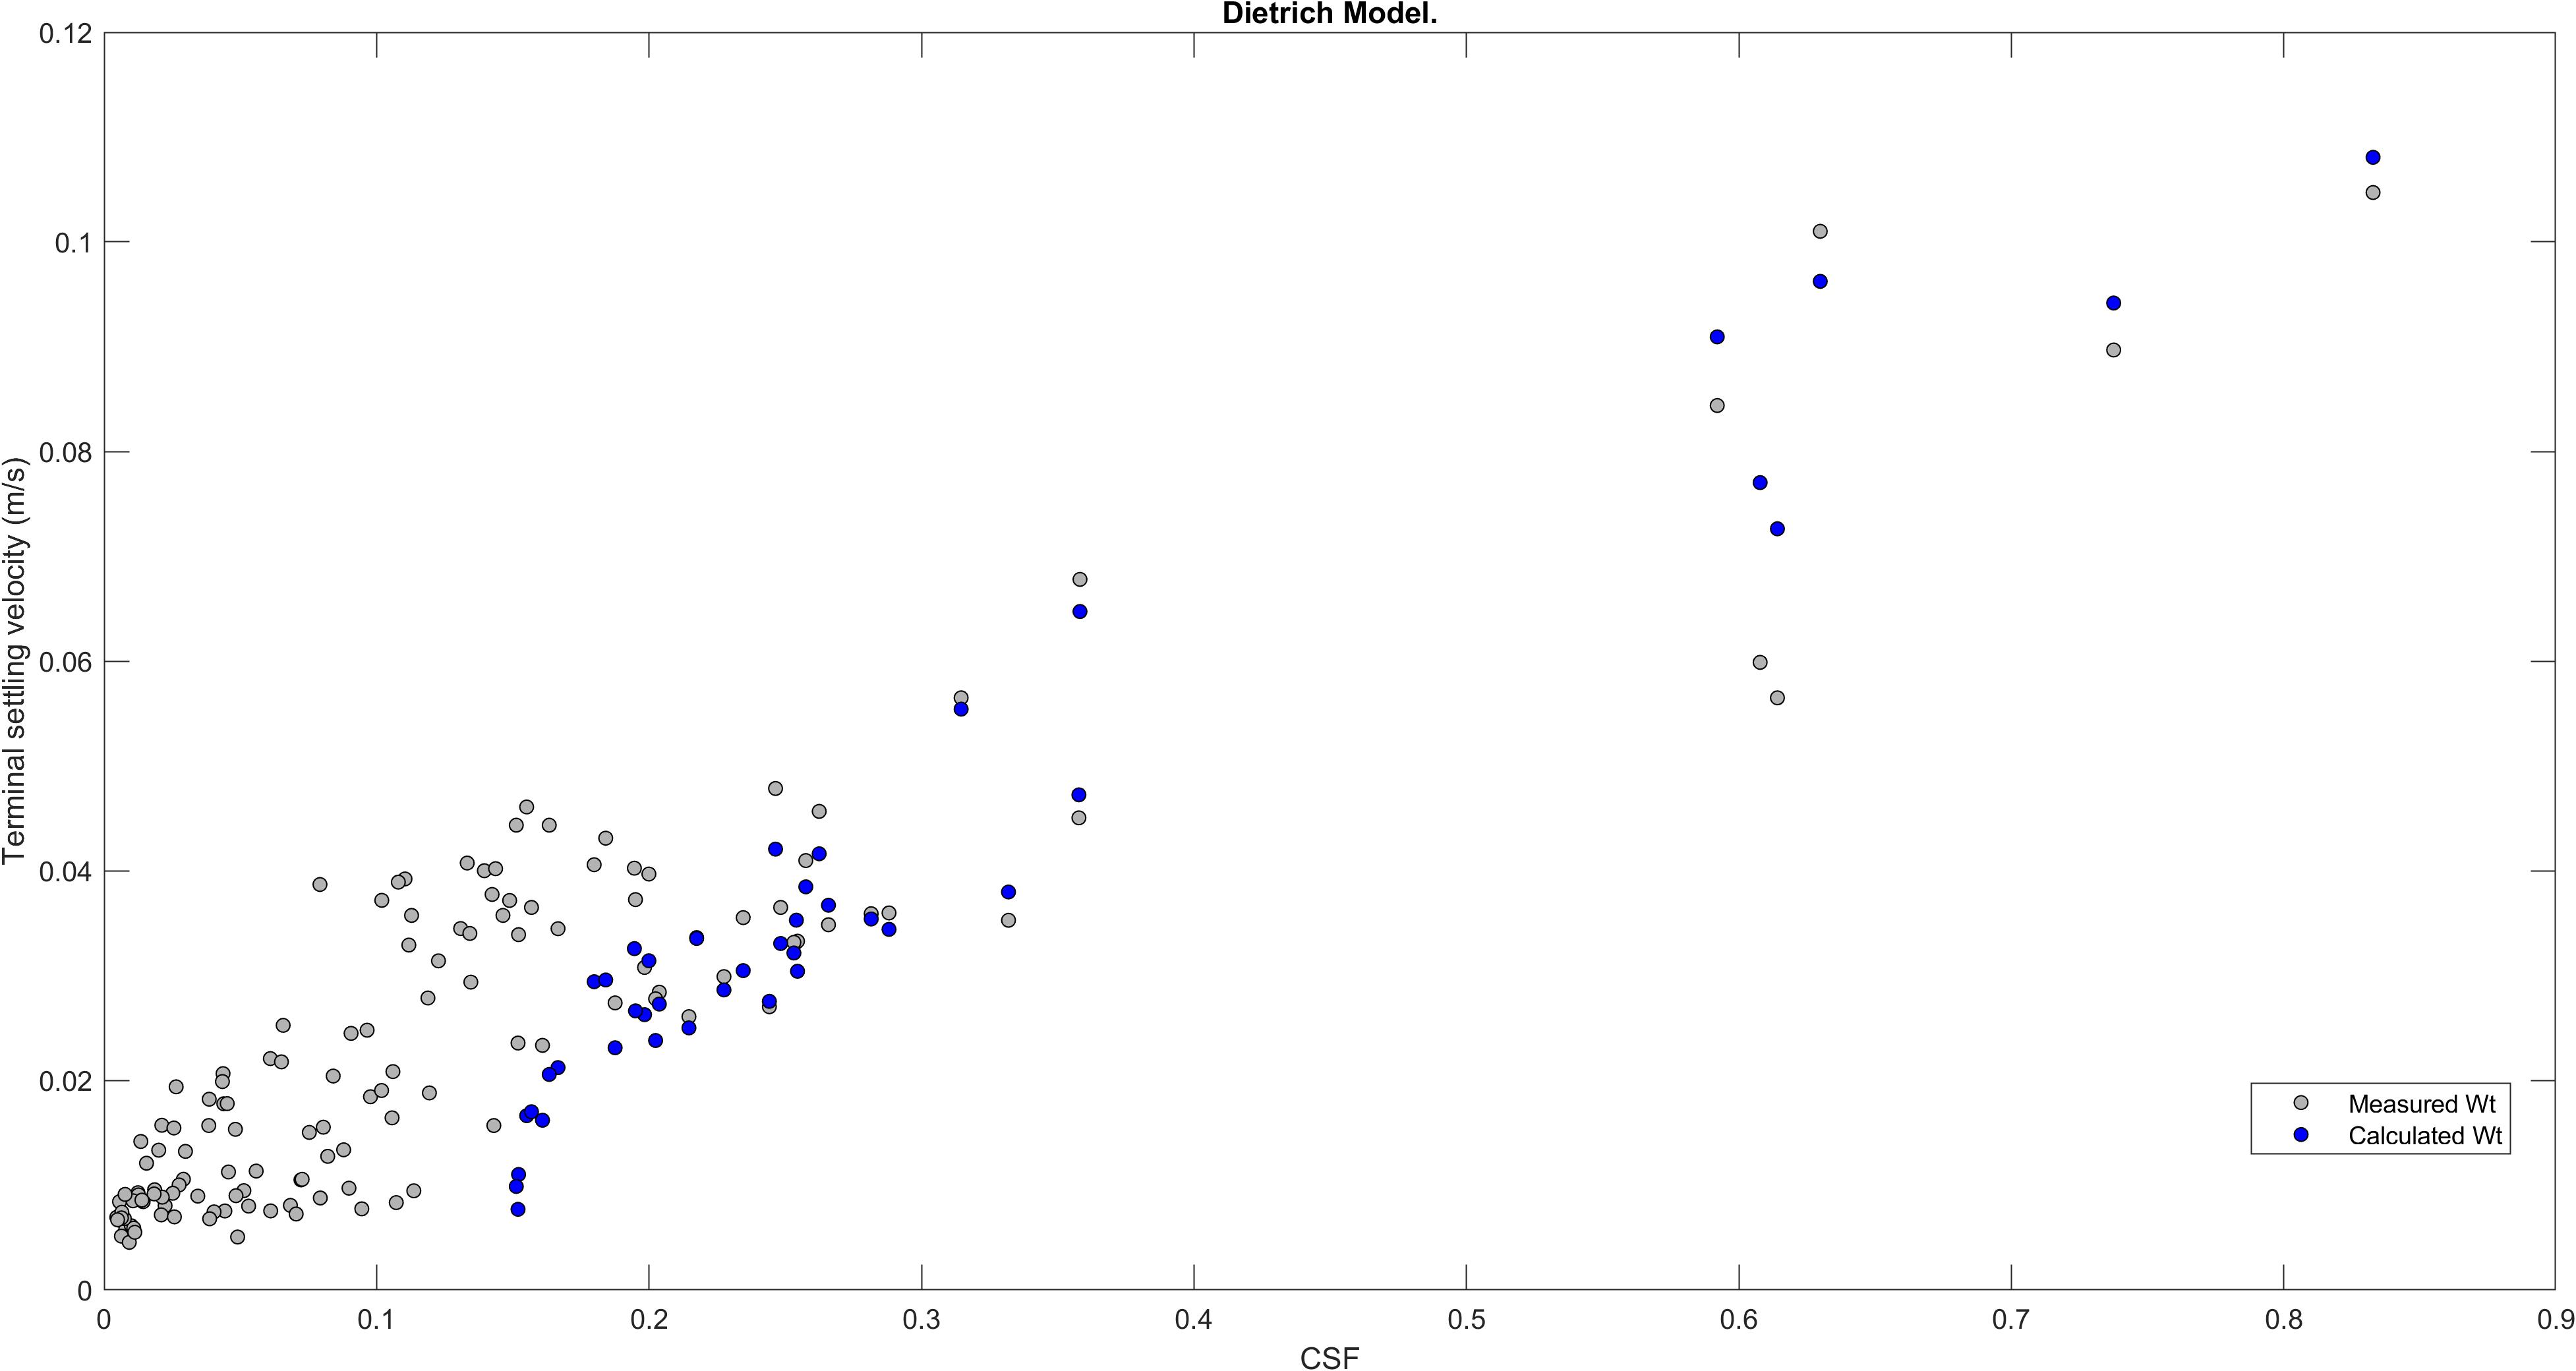 Dietrich Model.
0.12
0.1
0.08
0.06
0.04
0.02
0
Terminal settling velocity (m/s)
Measured Wt
Calculated Wt
0 0.1 0.2 0.3 0.4 0.5 0.6 0.7 0.8 0.9
CSF